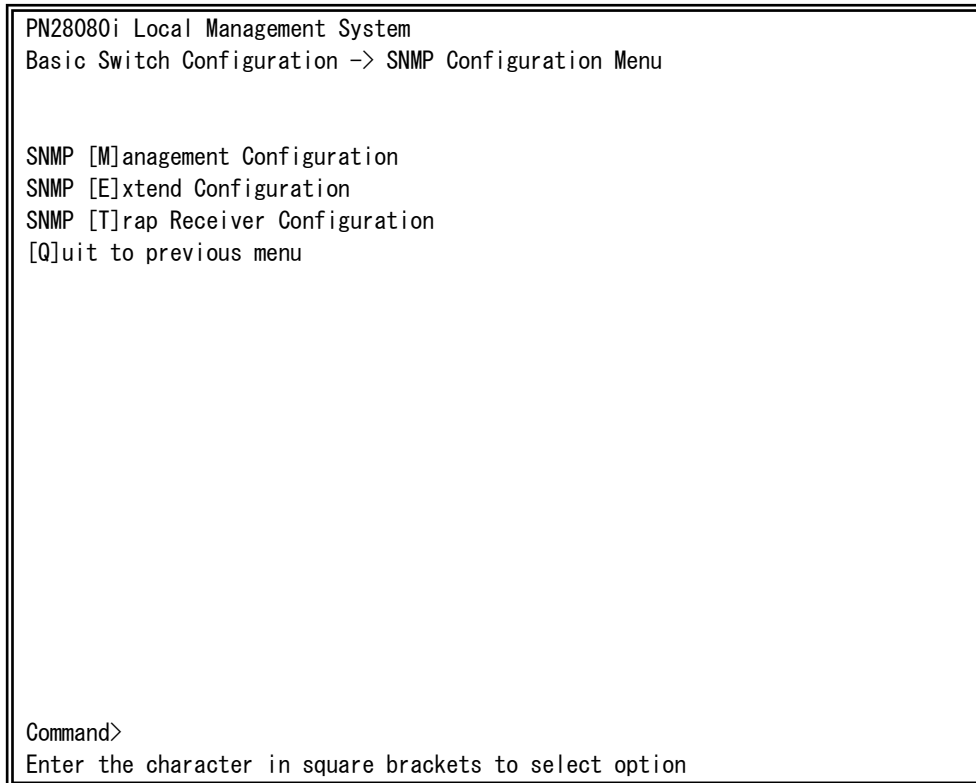 PN28080i Local Management System
Basic Switch Configuration -> SNMP Configuration Menu
SNMP [M]anagement Configuration
SNMP [E]xtend Configuration
SNMP [T]rap Receiver Configuration
[Q]uit to previous menu
Command>
Enter the character in square brackets to select option